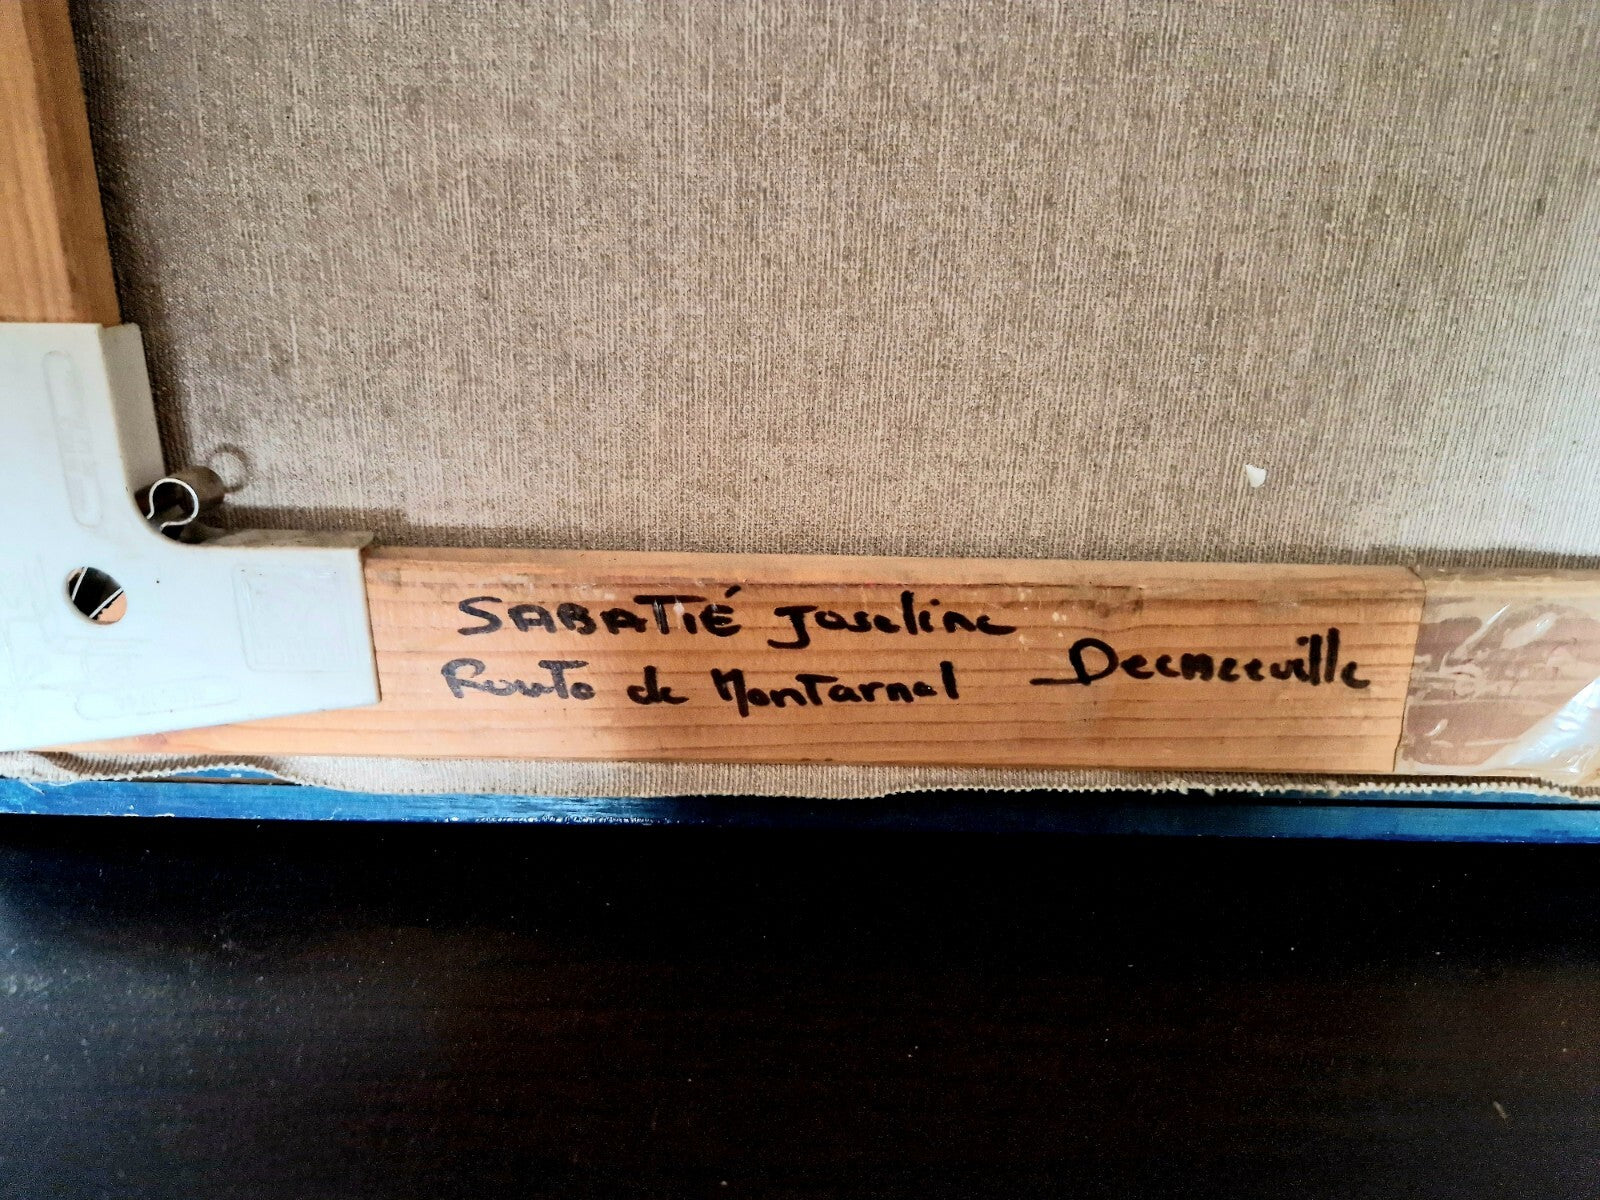 SABATIÉ Joseline
Route de Montarnal Decazeville